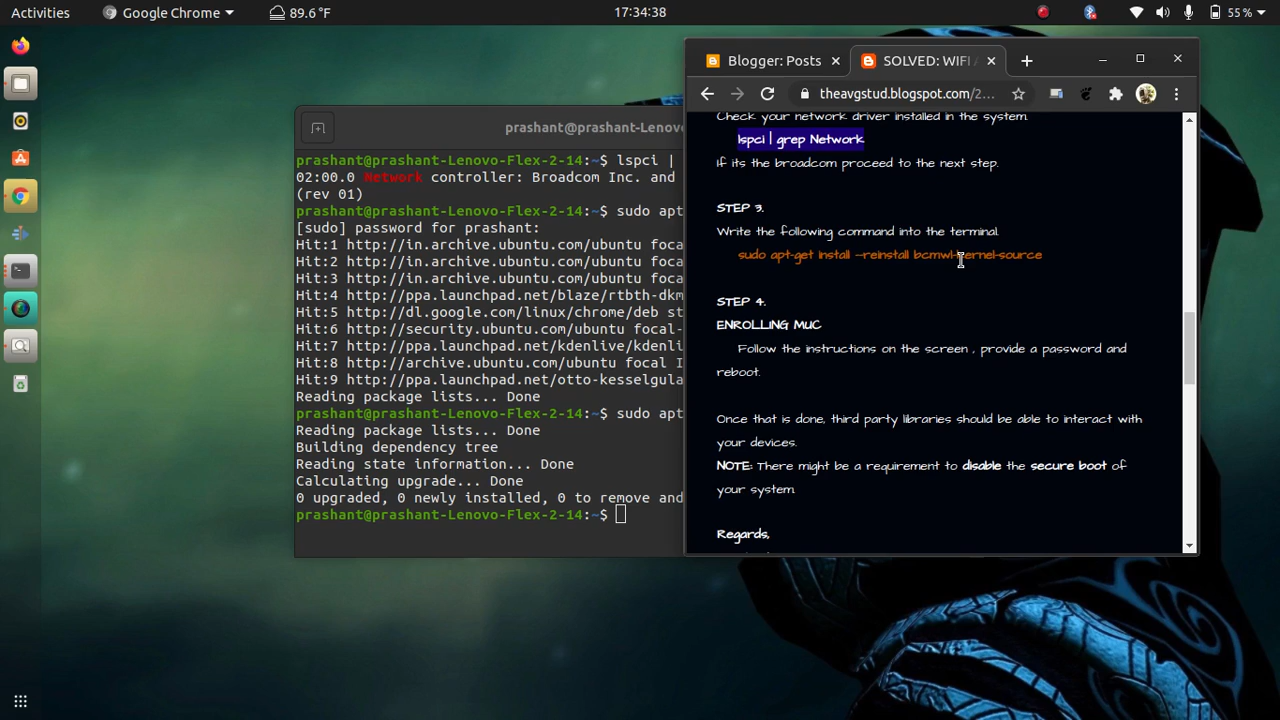 Activities
Google Chrome
89.6 °F
17:34:38
55 %
prashant@prashant-Lenovo
prashant@prashant-Lenovo-Flex-2-14:~$ lspci |
02:00.0 Network controller: Broadcom Inc. and
(rev 01)
prashant@prashant-Lenovo-Flex-2-14:~$ sudo apt
[sudo] password for prashant:
Hit:1 http://in.archive.ubuntu.com/ubuntu foca
Hit:2 http://in.archive.ubuntu.com/ubuntu foca
Hit:3 http://in.archive.ubuntu.com/ubuntu foca
Hit:4 http://ppa.launchpad.net/blaze/rtbth-dkm
Hit:5 http://dl.google.com/linux/chrome/deb st
Hit:6 http://security.ubuntu.com/ubuntu focal-
Hit:7 http://ppa.launchpad.net/kdenlive/kdenli
Hit:8 http://archive.ubuntu.com/ubuntu focal I
Hit:9 http://ppa.launchpad.net/otto-kesselgula
Reading package lists... Done
prashant@prashant-Lenovo-Flex-2-14:~$ sudo apt
Reading package lists... Done
Building dependency tree
Reading state information... Done
Calculating upgrade... Done
0 upgraded, 0 newly installed, 0 to remove and
prashant@prashant-Lenovo-Flex-2-14:~$
Blogger: Posts
SOLVED: WIFI
theavgstud.blogspot.com/2...
Check your network driver installed in the system.
lspci | grep Network
If its the broadcom proceed to the next step.
STEP 3.
Write the following command into the terminal.
sudo apt-get install --reinstall bcmwl-kernel-source
STEP 4.
ENROLLING MUC
Follow the instructions on the screen , provide a password and
reboot.
Once that is done, third party libraries should be able to interact with
your devices.
NOTE: There might be a requirement to disable the secure boot of
your system.
Regards,